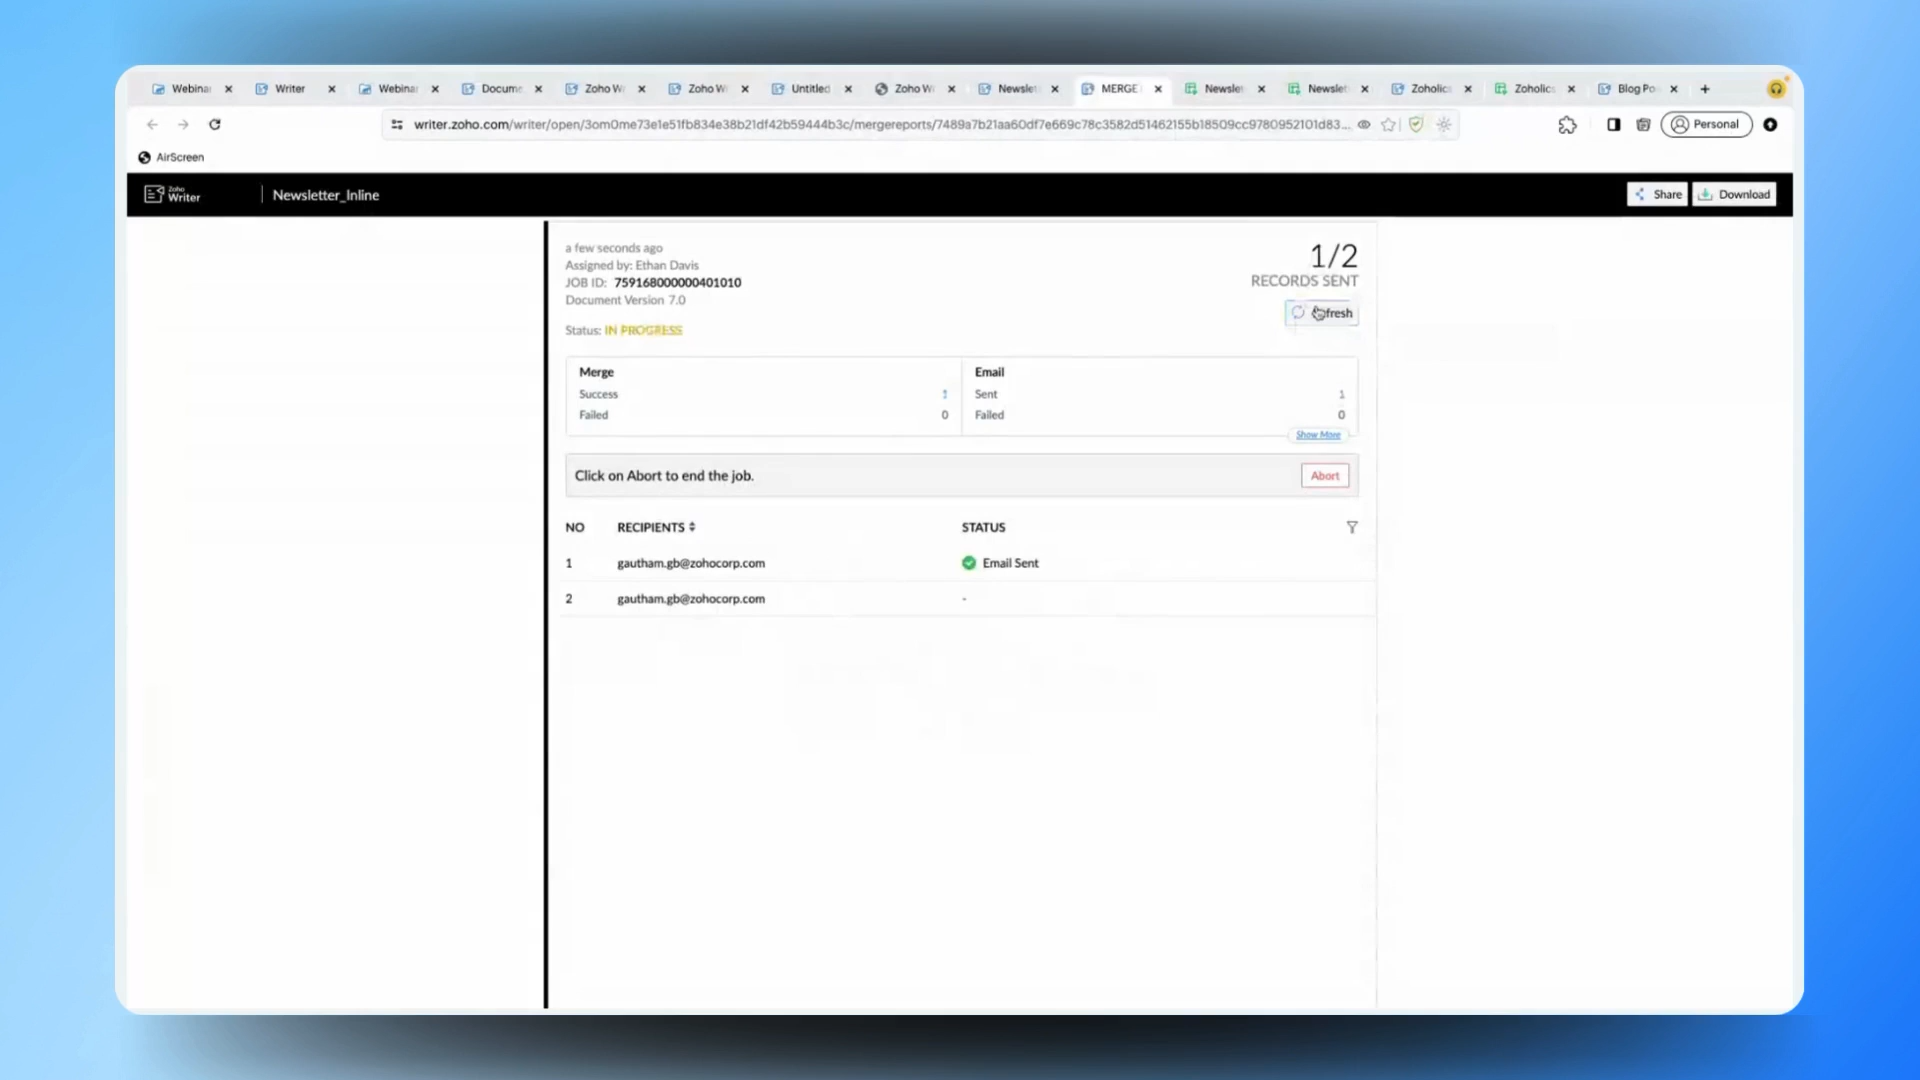 Webinar Writer Webinar Docume Zoho W Zoho W Untitled Zoho W Newslet MERGE Newslet Newslet Zoholics Zoholics Blog Po
writer.zoho.com/writer/open/3om0me73e1e51fb834e38b21df42b59444b3c/mergereports/7489a7b21aa60df7e669c78c3582d51462155b18509cc9780952101d83... Personal
AirScreen
Zoho Writer Newsletter_Inline Share Download
a few seconds ago
Assigned by: Ethan Davis
JOB ID: 759168000000401010
Document Version 7.0
Status: IN PROGRESS
1/2
RECORDS SENT
fresh
Merge
Success 1
Failed 0
Email
Sent 1
Failed 0
Show More
Click on Abort to end the job. Abort
NO RECIPIENTS STATUS
1 gautham.gb@zohocorp.com Email Sent
2 gautham.gb@zohocorp.com -